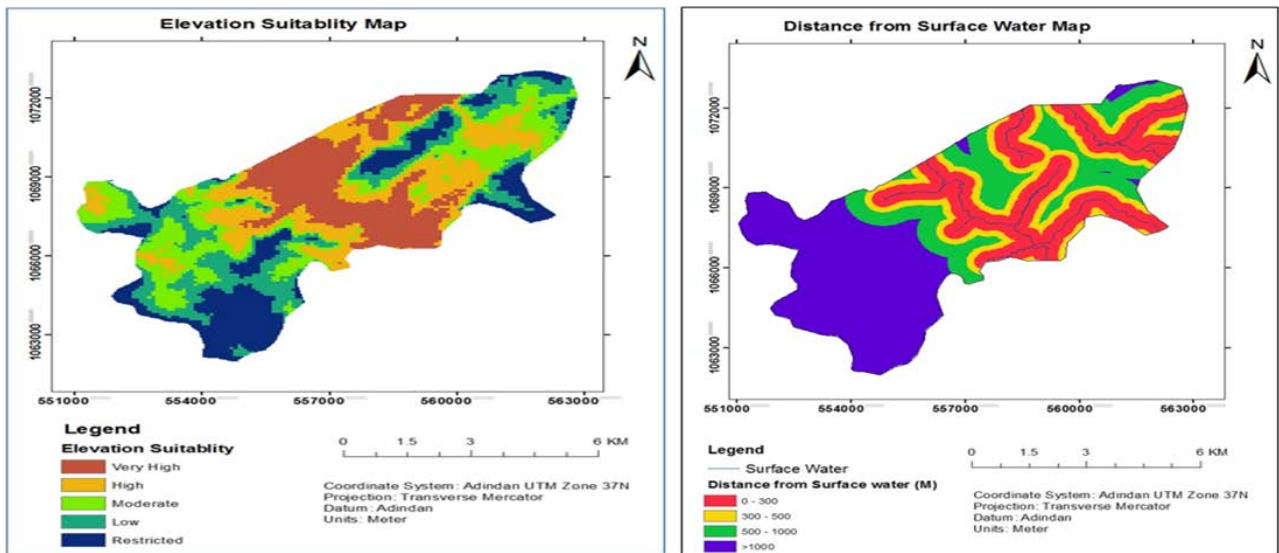 Elevation Suitablity Map
N
1072000
1069000
1066000
1063000
551000 554000 557000 560000 563000
Legend
Elevation Suitablity
Very High
High
Moderate
Low
Restricted
0 1.5 3 6 KM
Coordinate System: Adindan UTM Zone 37N
Projection: Transverse Mercator
Datum: Adindan
Units: Meter
Distance from Surface Water Map
N
1072000
1069000
1066000
1063000
551000 554000 557000 560000 563000
Legend
Surface Water
Distance from Surface water (M)
0 - 300
300 - 500
500 - 1000
>1000
0 1.5 3 6 KM
Coordinate System: Adindan UTM Zone 37N
Projection: Transverse Mercator
Datum: Adindan
Units: Meter